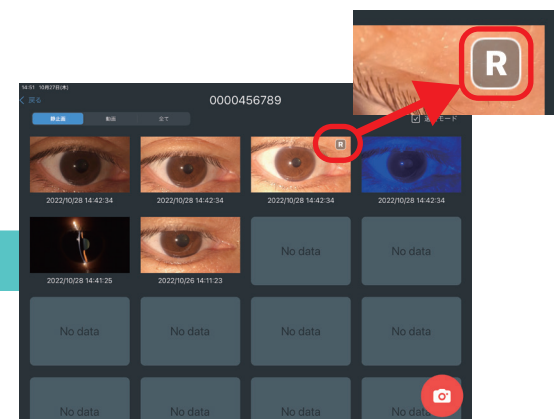 R
14:51 10月27日(木)
戻る
0000456789
静止画 動画 全て
モード
R
2022/10/28 14:42:34 2022/10/28 14:42:34 2022/10/28 14:42:34 2022/10/28 14:42:34
No data No data
2022/10/28 14:41:25 2022/10/26 14:11:23
No data No data No data No data
No data No data No data No data